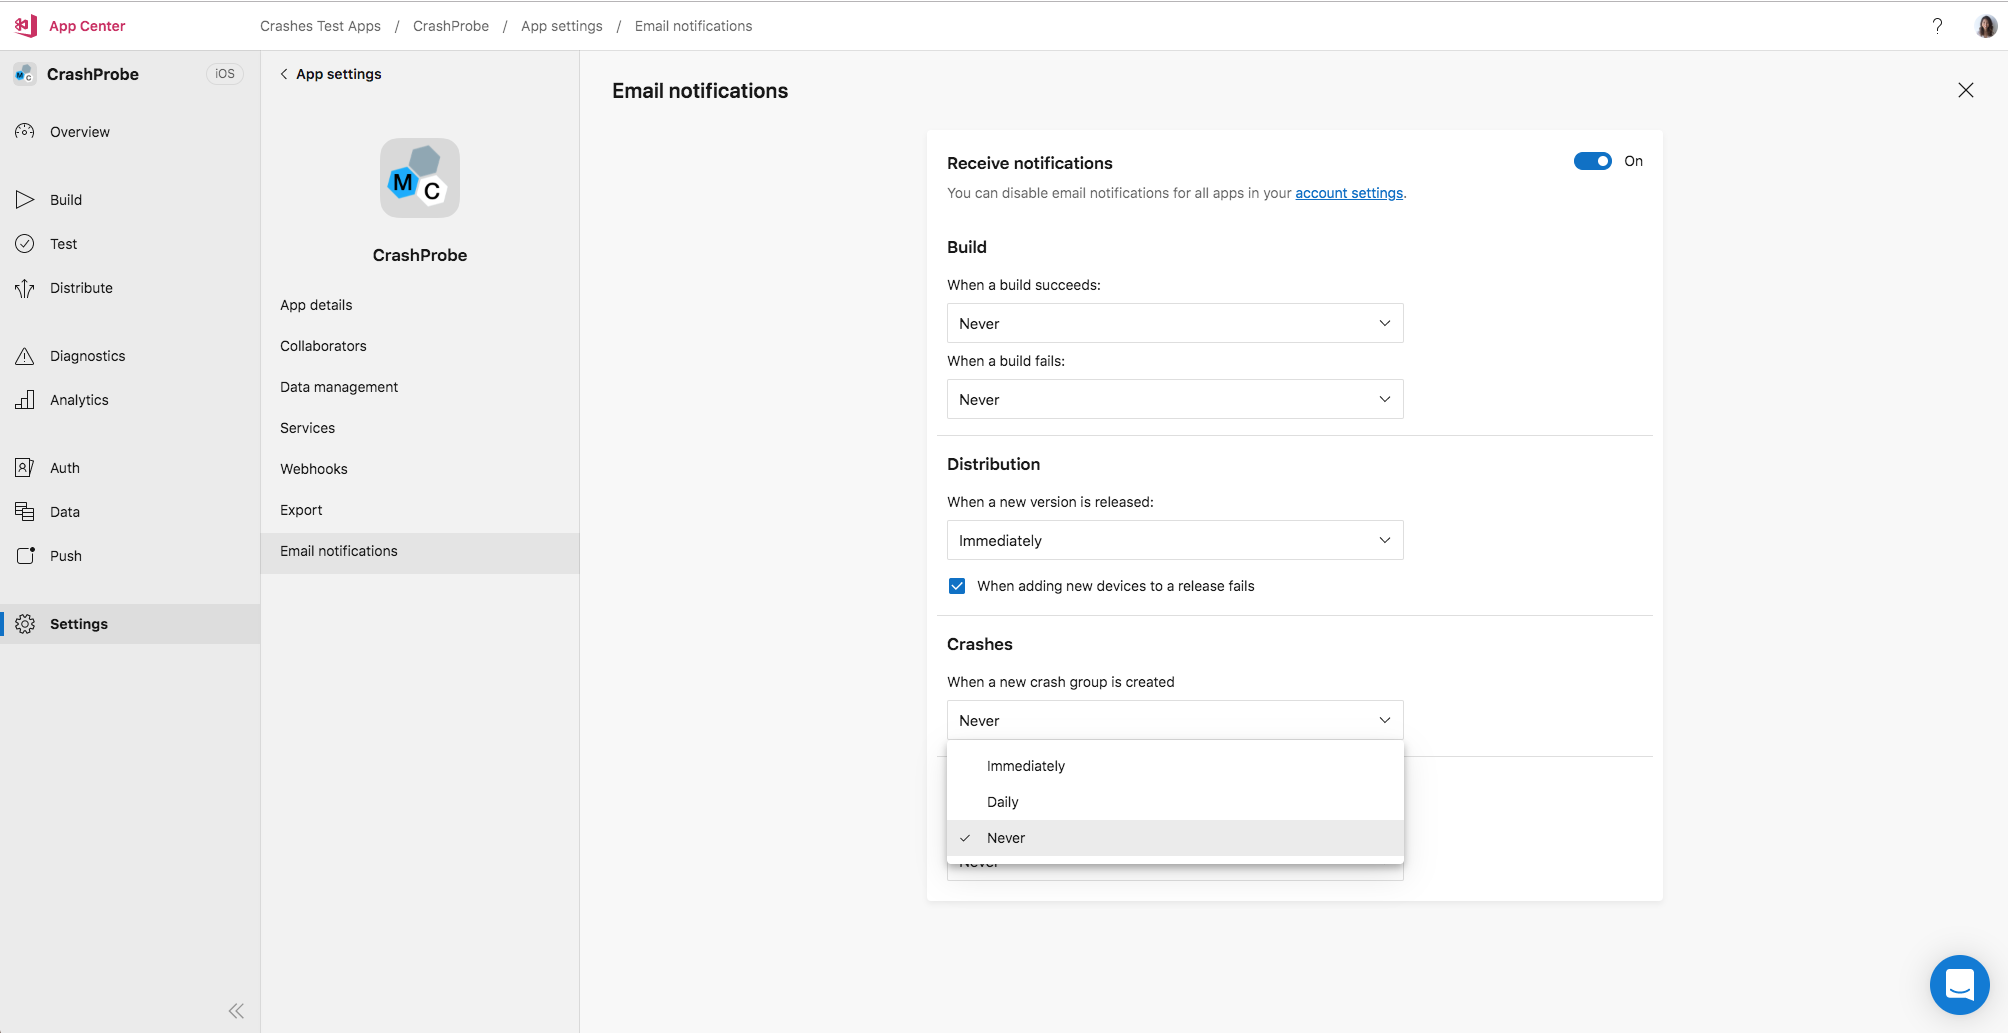 App Center
Crashes Test Apps / CrashProbe / App settings / Email notifications
?
CrashProbe
iOS
Overview
Build
Test
Distribute
Diagnostics
Analytics
Auth
Data
Push
Settings
App settings
M C
CrashProbe
App details
Collaborators
Data management
Services
Webhooks
Export
Email notifications
Email notifications
Receive notifications
On
You can disable email notifications for all apps in your account settings.
Build
When a build succeeds:
Never
When a build fails:
Never
Distribution
When a new version is released:
Immediately
When adding new devices to a release fails
Crashes
When a new crash group is created
Never
Immediately
Daily
Never
Never